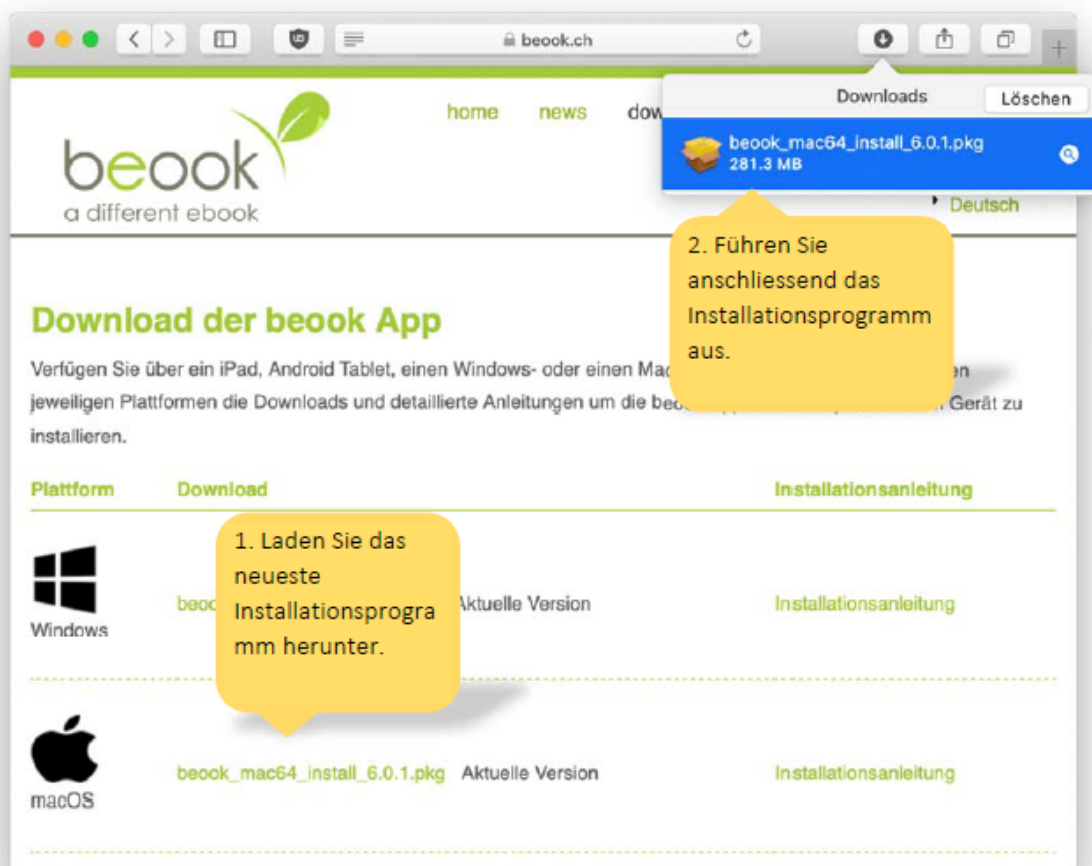 beook.ch
Downloads
Löschen
beook_mac64_install_6.0.1.pkg
281.3 MB
beook
a different ebook
home news
Deutsch
2. Führen Sie
anschliessend das
Installationsprogramm
aus.
Download der beook App
Verfügen Sie über ein iPad, Android Tablet, einen Windows- oder einen
jeweiligen Plattformen die Downloads und detaillierte Anleitungen um die Gerät zu
installieren.
Plattform Download Installationsanleitung
1. Laden Sie das
neueste
Installationsprogra
mm herunter.
Windows
Aktuelle Version Installationsanleitung
macOS
beook_mac64_install_6.0.1.pkg Aktuelle Version Installationsanleitung